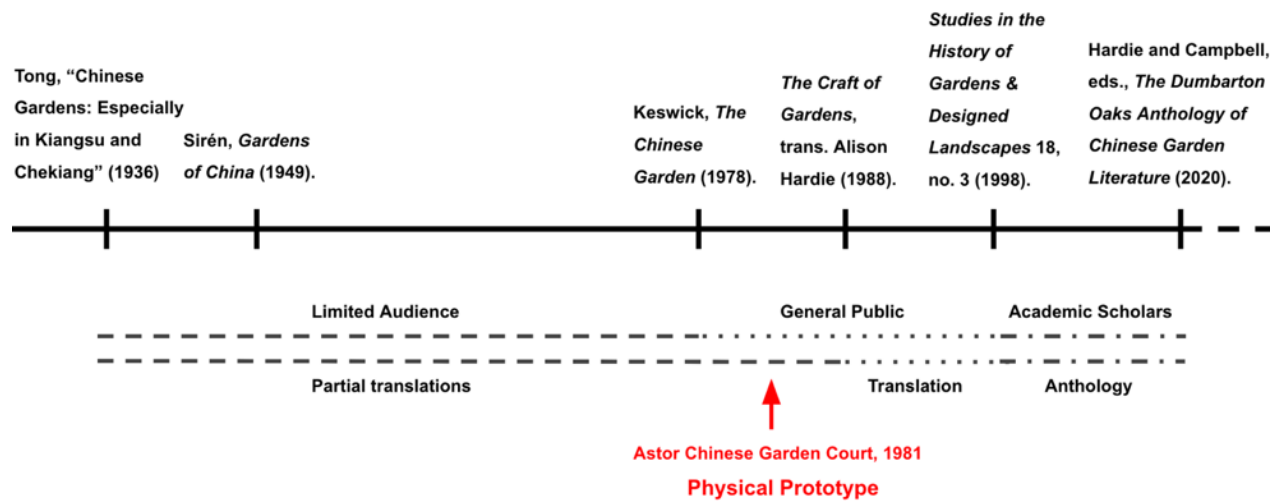 Tong, “Chinese
Gardens: Especially
in Kiangsu and
Chekiang” (1936)
Sirén, Gardens
of China (1949).
Keswick, The
Chinese
Garden (1978).
The Craft of
Gardens,
trans. Alison
Hardie (1988).
Studies in the
History of
Gardens &
Designed
Landscapes 18,
no. 3 (1998).
Hardie and Campbell,
eds., The Dumbarton
Oaks Anthology of
Chinese Garden
Literature (2020).
Limited Audience
General Public
Academic Scholars
Partial translations
Translation
Anthology
Astor Chinese Garden Court, 1981
Physical Prototype